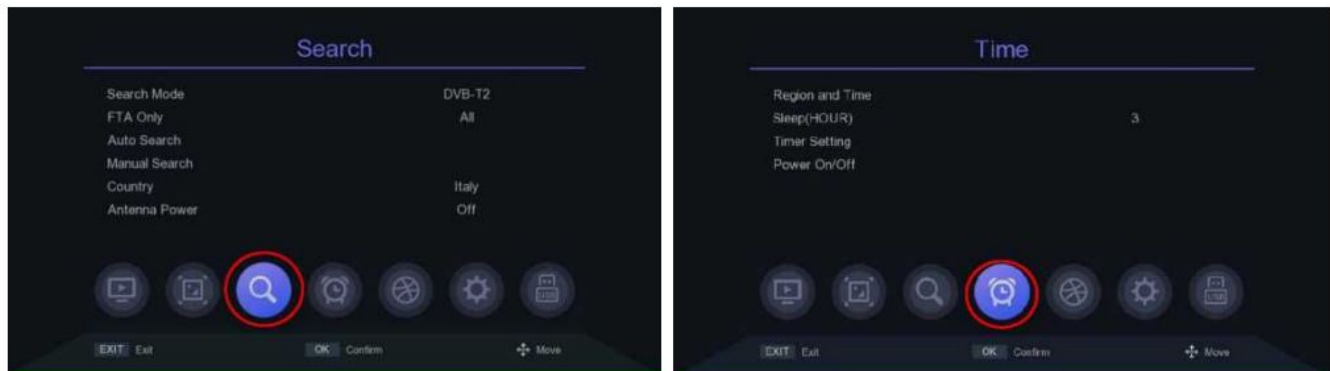 Search
Search Mode DVB-T2
FTA Only All
Auto Search
Manual Search
Country Italy
Antenna Power Off
USB
EXIT Exit OK Confirm Move
Time
Region and Time
Sleep(HOUR) 3
Timer Setting
Power On/Off
USB
EXIT Exit OK Confirm Move